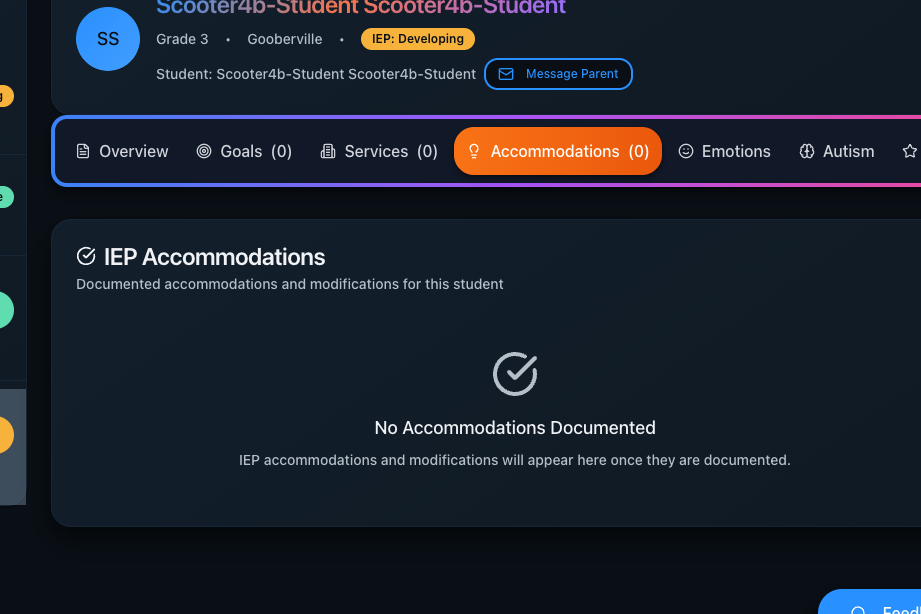 Scooter4b-Student Scooter4b-Student
SS
Grade 3 • Gooberville • IEP: Developing
Student: Scooter4b-Student Scooter4b-Student Message Parent
Overview Goals (0) Services (0) Accommodations (0) Emotions Autism
IEP Accommodations
Documented accommodations and modifications for this student
No Accommodations Documented
IEP accommodations and modifications will appear here once they are documented.